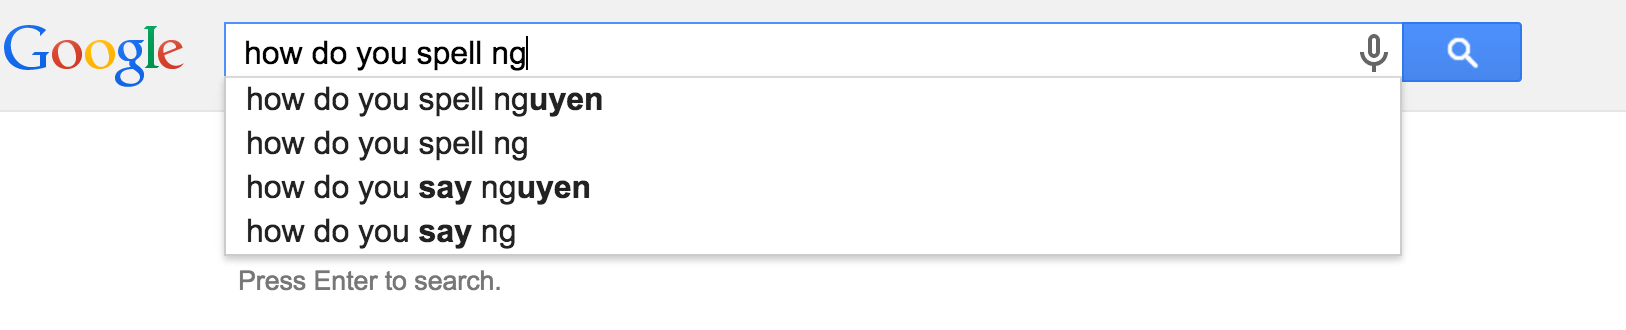 Google
how do you spell ng
how do you spell nguyen
how do you spell ng
how do you say nguyen
how do you say ng
Press Enter to search.